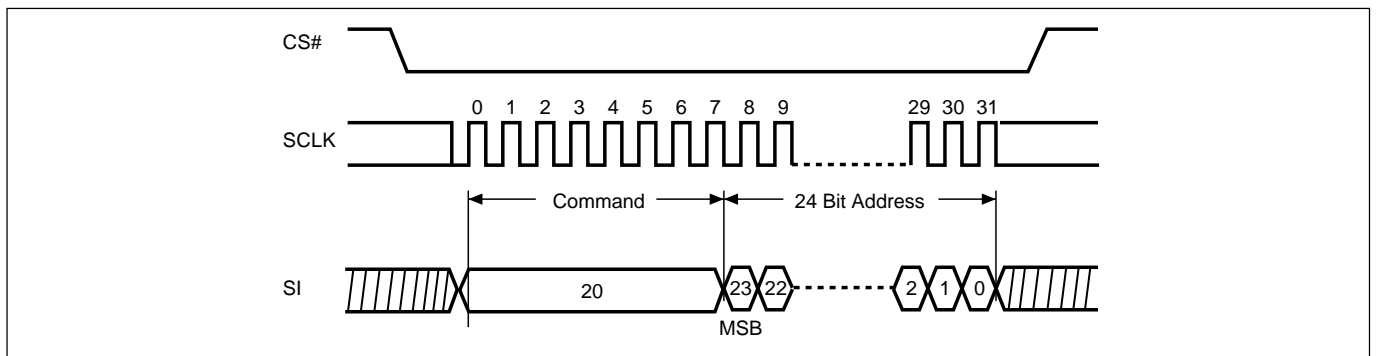 CS#
0 1 2 3 4 5 6 7 8 9 29 30 31
SCLK
Command 24 Bit Address
SI 20 23 22 2 1 0
MSB